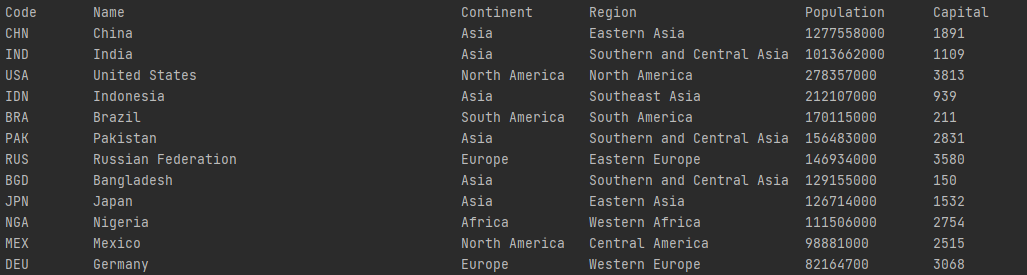 Code Name Continent Region Population Capital
CHN China Asia Eastern Asia 1277558000 1891
IND India Asia Southern and Central Asia 1013662000 1109
USA United States North America North America 278357000 3813
IDN Indonesia Asia Southeast Asia 212107000 939
BRA Brazil South America South America 170115000 211
PAK Pakistan Asia Southern and Central Asia 156483000 2831
RUS Russian Federation Europe Eastern Europe 146934000 3580
BGD Bangladesh Asia Southern and Central Asia 129155000 150
JPN Japan Asia Eastern Asia 126714000 1532
NGA Nigeria Africa Western Africa 111506000 2754
MEX Mexico North America Central America 98881000 2515
DEU Germany Europe Western Europe 82164700 3068